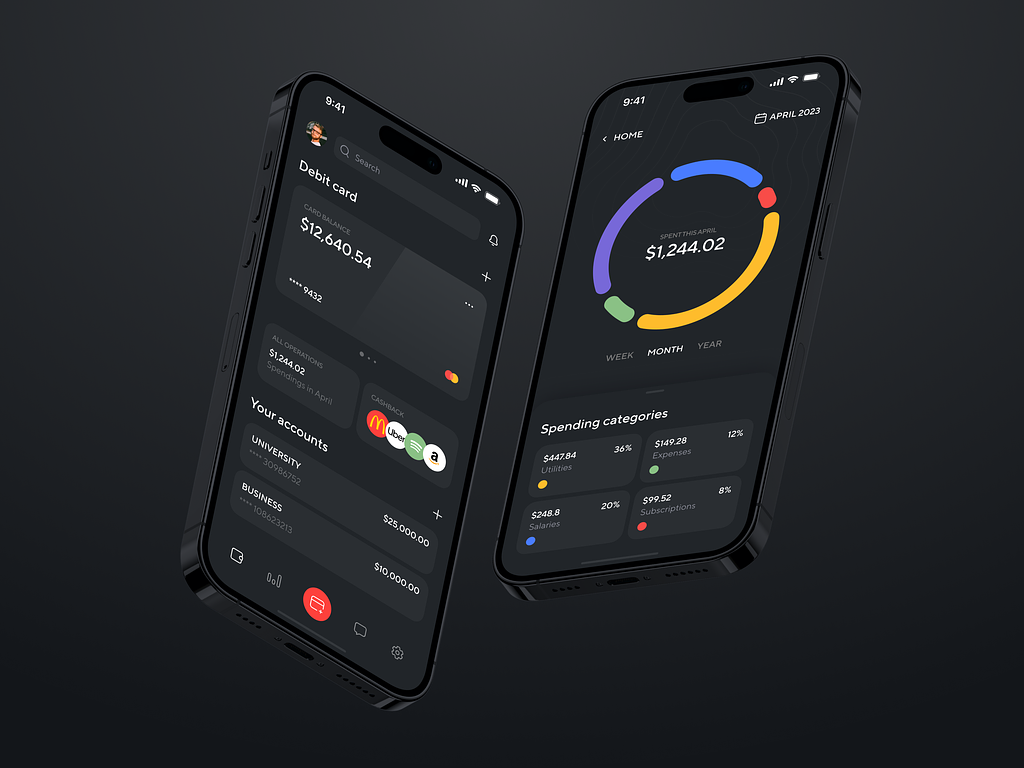 9:41
Search
Debit card
CARD BALANCE
$12,640.54
**** 9432
ALL OPERATIONS
$1,244.02
Spendings in April
CASHBACK
Uber
a
Your accounts
UNIVERSITY
**** 30986752
$25,000.00
BUSINESS
**** 108623213
$10,000.00
9:41
HOME
APRIL 2023
SPENT THIS APRIL
$1,244.02
WEEK MONTH YEAR
Spending categories
$447.84 36%
Utilities
$149.28 12%
Expenses
$248.8 20%
Salaries
$99.52 8%
Subscriptions